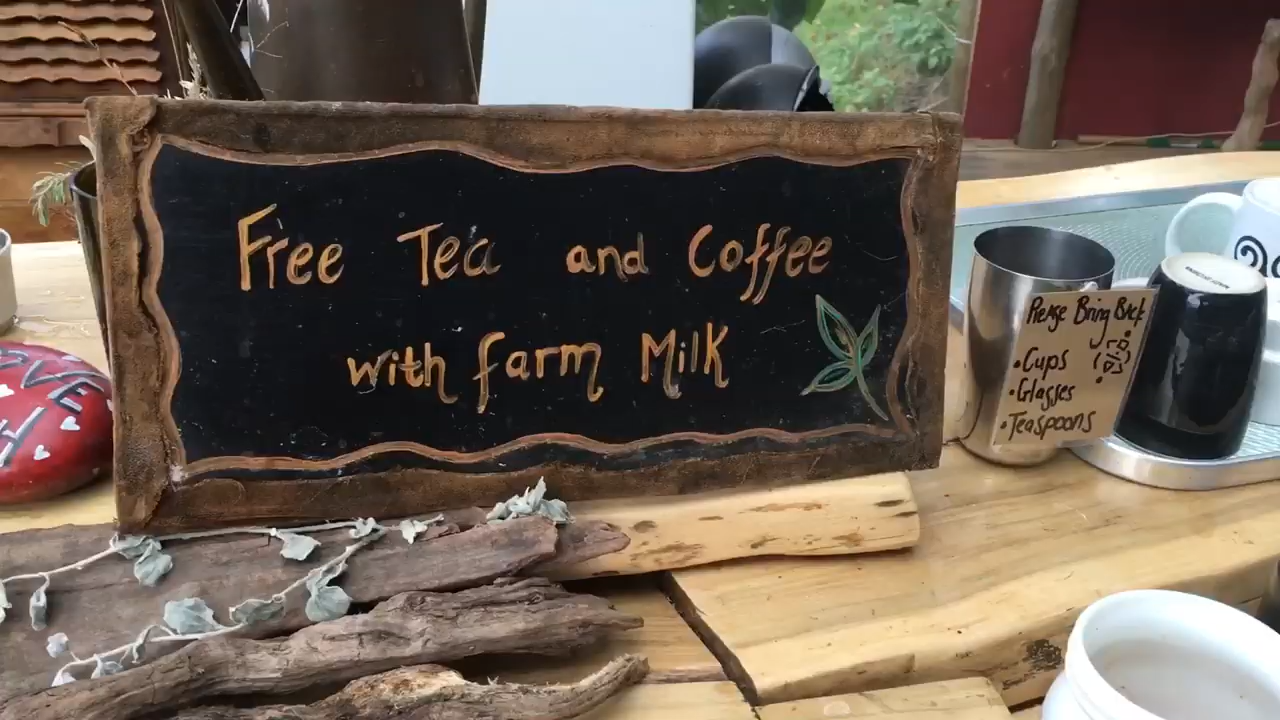 Free Tea and Coffee
with farm Milk
Please Bring Back
• Cups
• Glasses
• Teaspoons